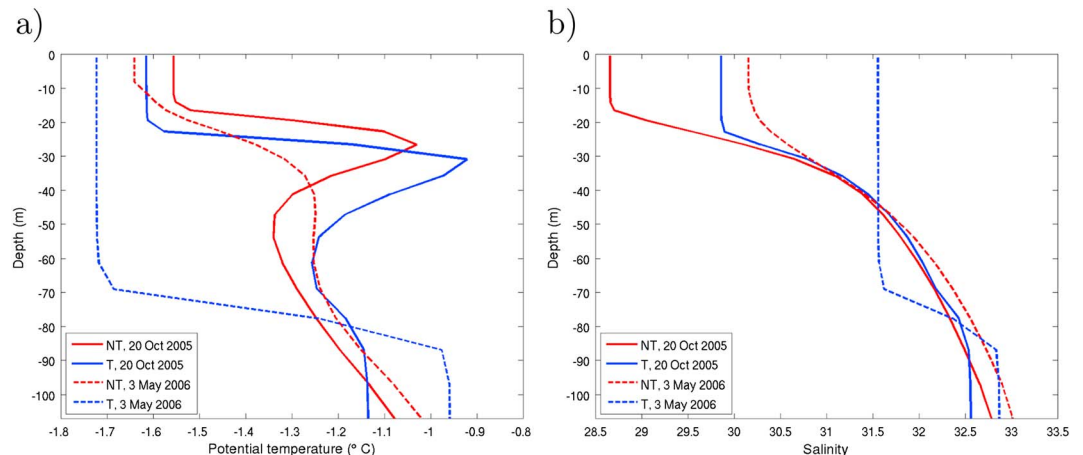 a)
0
-10
-20
-30
-40
-50
-60
-70
-80
-90
-100
Depth (m)
NT, 20 Oct 2005
T, 20 Oct 2005
NT, 3 May 2006
T, 3 May 2006
-1.8 -1.7 -1.6 -1.5 -1.4 -1.3 -1.2 -1.1 -1 -0.9 -0.8
Potential temperature (° C)
b)
0
-10
-20
-30
-40
-50
-60
-70
-80
-90
-100
Depth (m)
NT, 20 Oct 2005
T, 20 Oct 2005
NT, 3 May 2006
T, 3 May 2006
28.5 29 29.5 30 30.5 31 31.5 32 32.5 33 33.5
Salinity